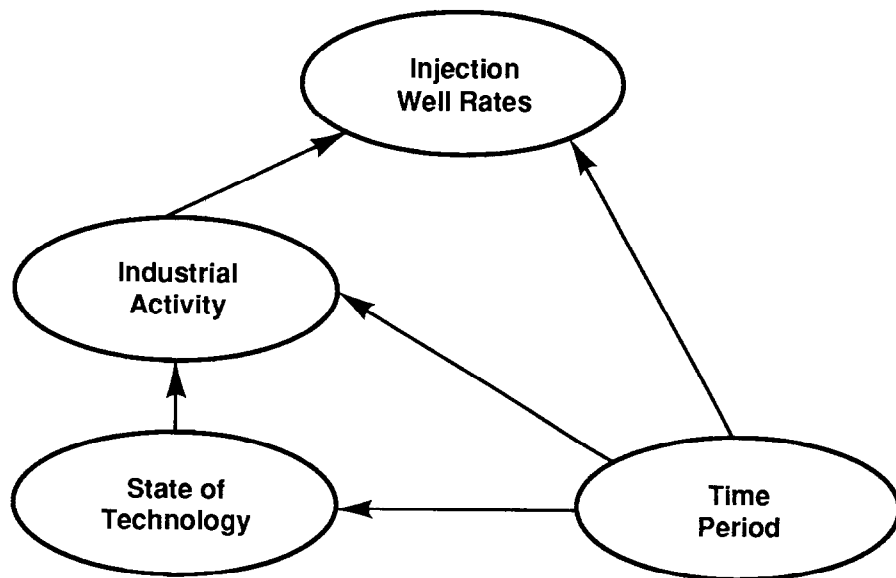 Injection
Well Rates
Industrial
Activity
State of
Technology
Time
Period